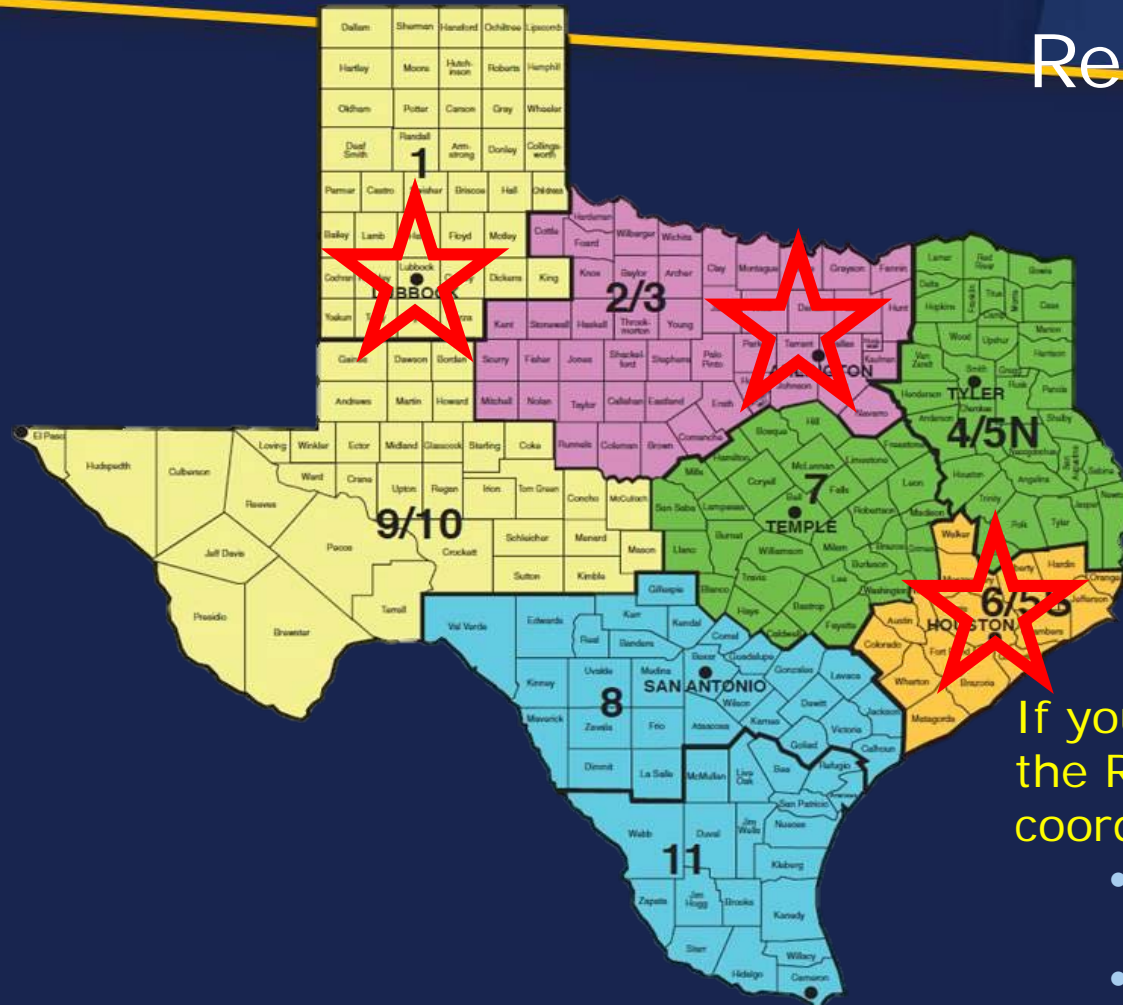 Re
Dallam Sherman Hansford Ochiltree Lipscomb
Hartley Moore Hutch-
inson Roberts Hemphill
Oldham Potter Carson Gray Wheeler
Deaf
Smith Randall Arm-
strong Donley Collings-
worth
1
Parmer Castro Briscoe Hall Childress
Bailey Lamb Floyd Motley Cottle Hardeman
Foard Wilbarger Wichita
Lubbock Dickens King Knox Baylor Archer Clay Montague Grayson Fannin
2/3
Yoakum Kent Stonewall Haskell Throck-
morton Young
Lamar Red
River Bowie
Delta Hopkins Franklin Titus Morris Cass
Camp Marion
Hunt Wood Upshur Harrison
Tarrant Kaufman Van
Zandt Smith Gregg
Rusk Panola
Gaines Dawson Borden Scurry Fisher Jones Shackel-
ford Stephens Palo
Pinto
Johnson Henderson
TYLER
4/5N
Andrews Martin Howard Mitchell Nolan Taylor Callahan Eastland Erath
Navarro Anderson Cherokee Shelby
El Paso Hudspeth Culberson Loving Winkler Ector Midland Glasscock Sterling Coke Runnels Coleman Brown Comanche
Bosque Hill Freestone
Houston Angelina Sabine
Reeves Ward Crane Upton Regan Irion Tom Green Concho McCulloch
9/10
Mills Hamilton Coryell McLennan Limestone Leon
7
Bell Falls
TEMPLE
San Saba Lampasas Robertson Madison
Trinity Polk Tyler Jasper
Walker
Jeff Davis Pecos Crockett Schleicher Menard Mason Llano Burnet Williamson Milam
Burleson
Sutton Kimble
Presidio Brewster Terrell
Blanco Travis Lee Washington
Hays Bastrop Caldwell Fayette
Hardin Orange
Jefferson
Gillespie
Val Verde Edwards Kerr Kendal
Real Bandera Comal
Bexar Guadalupe
Austin HOUSTON
Colorado
Wharton Brazoria
Matagorda
Kinney Uvalde Medina
SAN ANTONIO
Gonzales Lavaca
8
Wilson Dewitt Jackson
Maverick Zavala Frio Atascosa Karnes Victoria
Goliad Calhoun
Dimmit La Salle McMullan Live
Oak Bee Refugio
San Patricio
Webb Duval Jim
Wells Nueces
11
Kleberg
Zapata Jim
Hogg Brooks
Kenedy
Starr Willacy
Hidalgo Cameron
If you
the R
coord
•
•